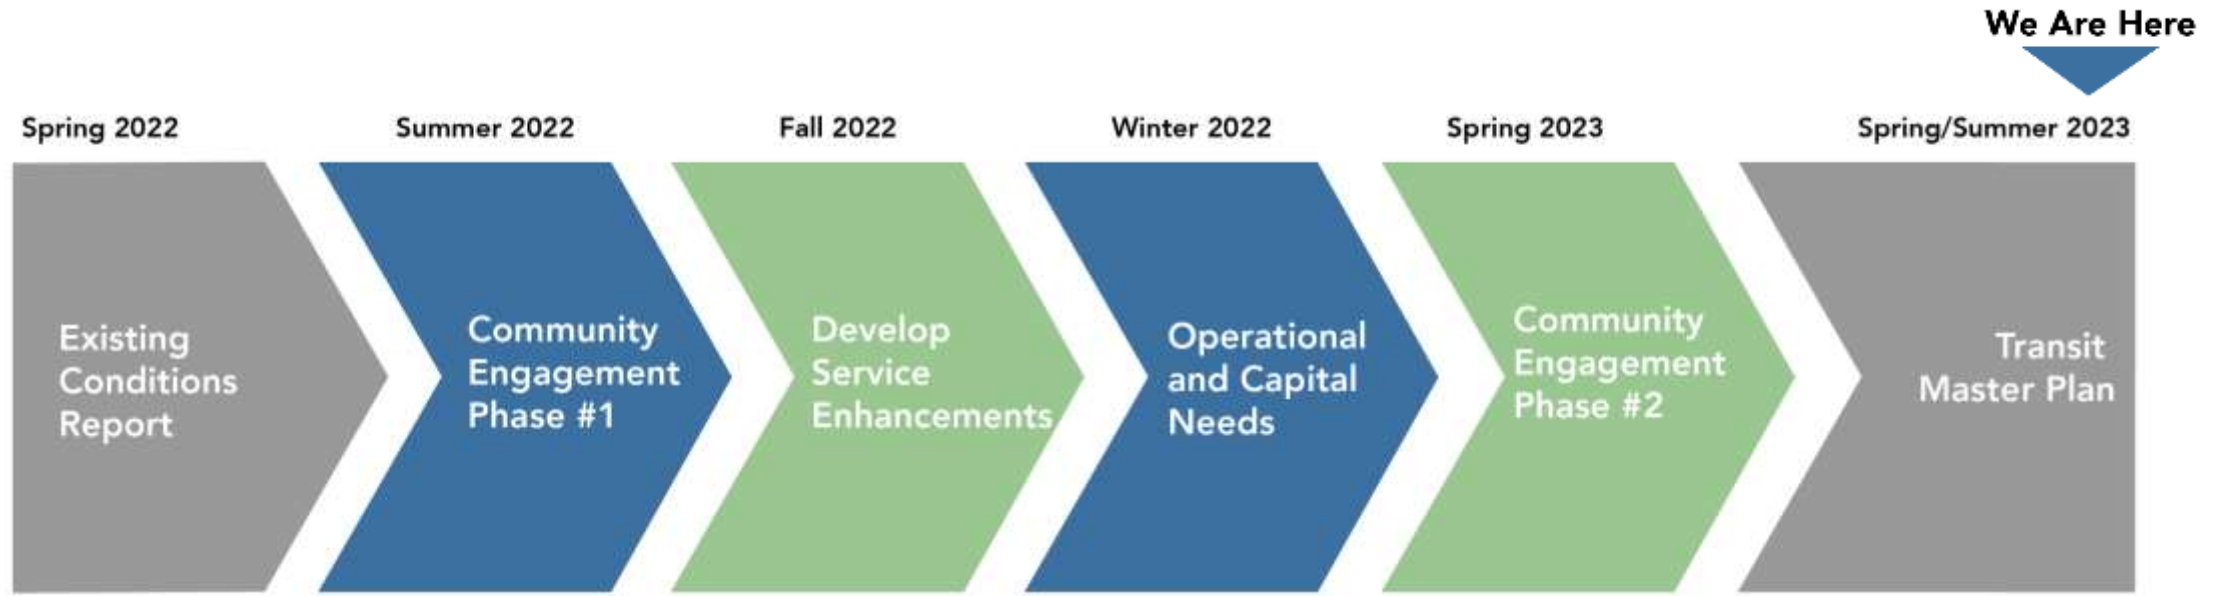 We Are Here
Spring 2022
Summer 2022
Fall 2022
Winter 2022
Spring 2023
Spring/Summer 2023
Existing
Conditions
Report
Community
Engagement
Phase #1
Develop
Service
Enhancements
Operational
and Capital
Needs
Community
Engagement
Phase #2
Transit
Master Plan